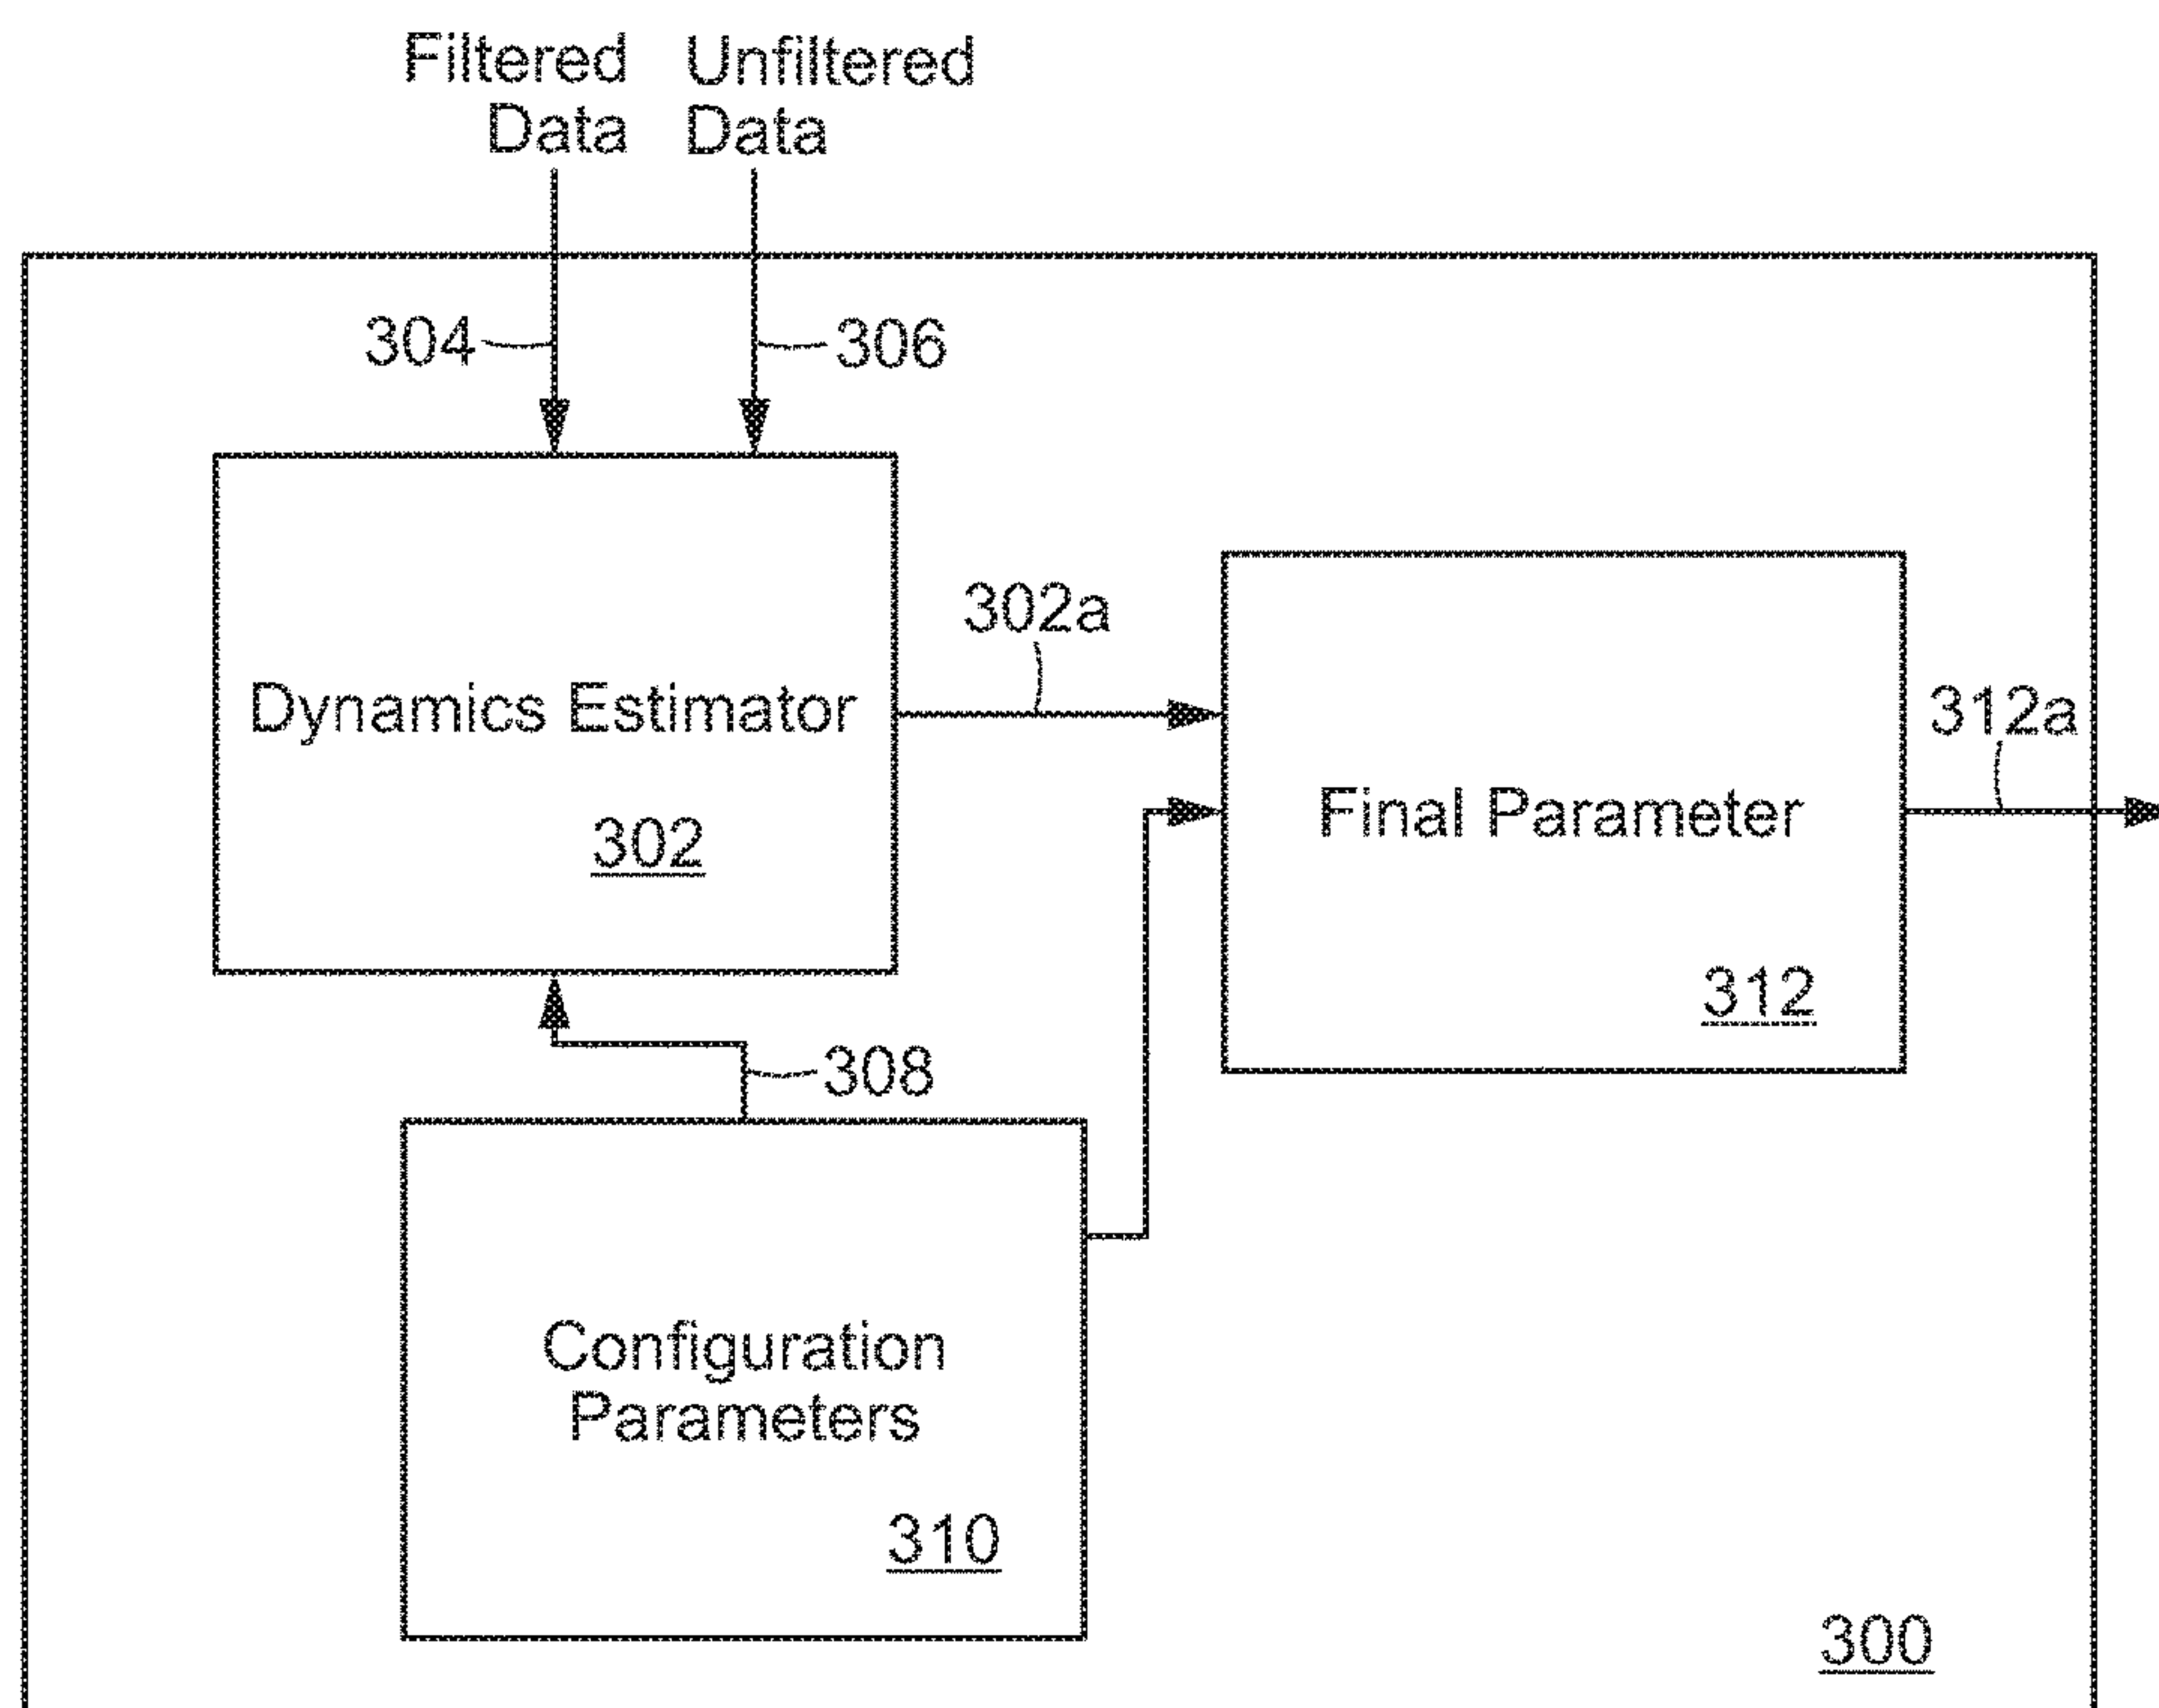 Filtered Data
Unfiltered Data
304
306
302a
Dynamics Estimator
302
312a
Final Parameter
312
308
Configuration
Parameters
310
300